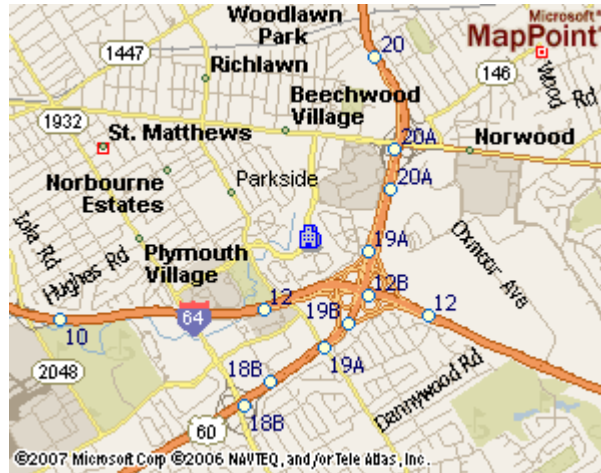 Woodlawn
Park
Microsoft®
MapPoint®
20
1447
Richlawn
146
Wood Rd
Beechwood
Village
1932
St. Matthews
20A
Norwood
Norbourne
Estates
Parkside
20A
Iola Rd
Hughes Rd
Plymouth
Village
19A
Oxmoor Ave
12B
64
12
19B
12
10
19A
2048
18B
Dannywood Rd
18B
60
©2007 Microsoft Corp ©2006 NAVTEQ, and/or Tele Atlas, Inc.